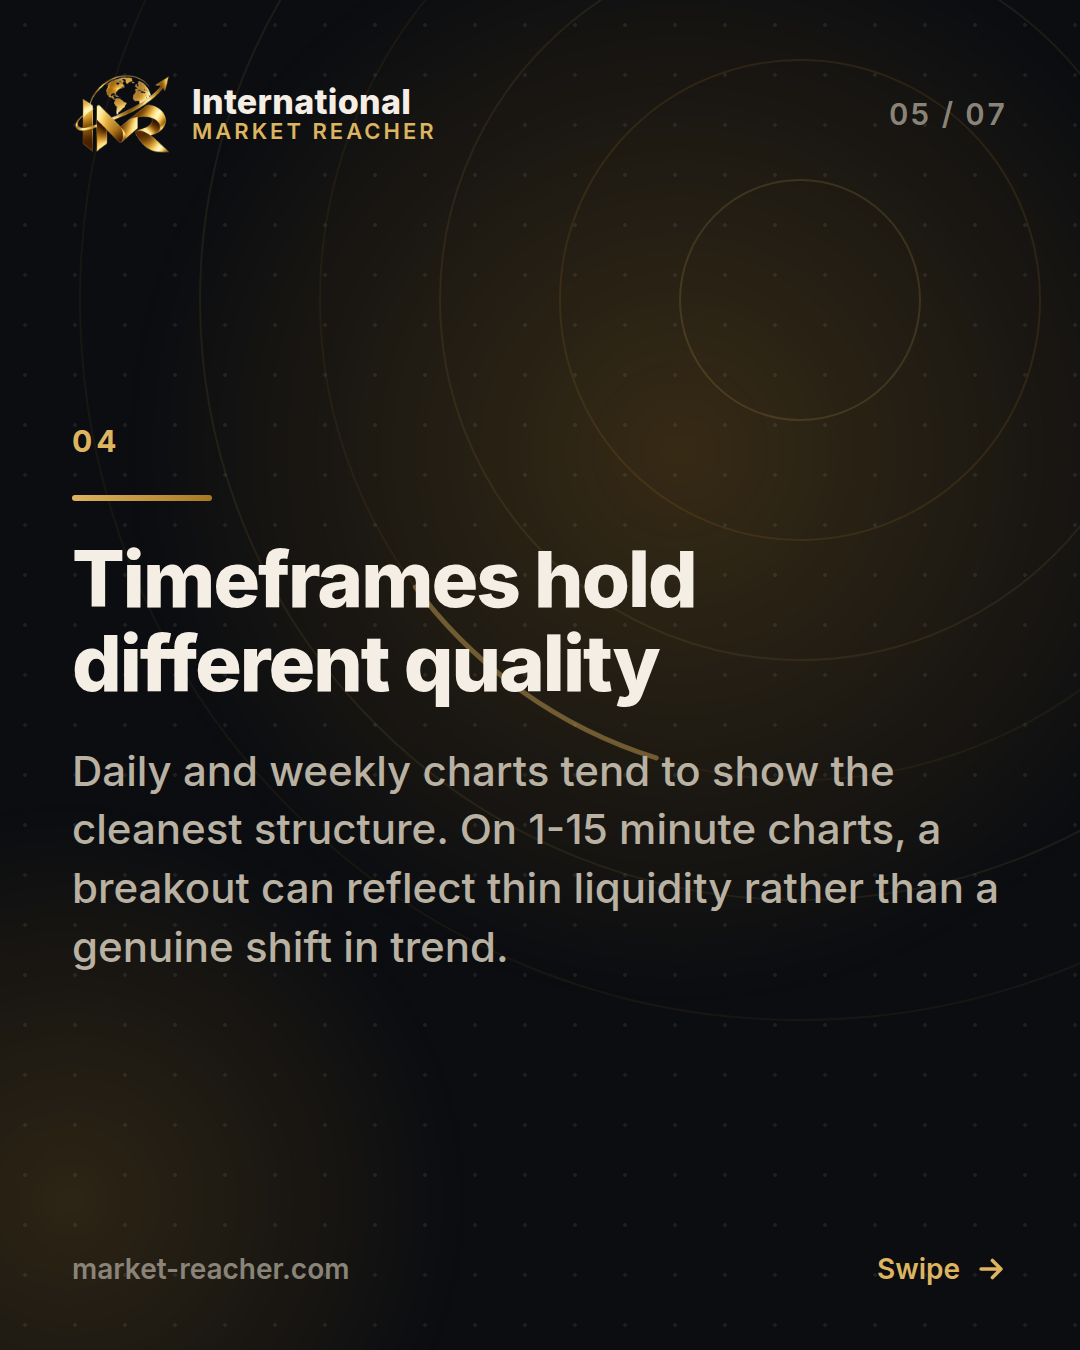 IMR
International
MARKET REACHER
05 / 07
04
Timeframes hold
different quality
Daily and weekly charts tend to show the
cleanest structure. On 1-15 minute charts, a
breakout can reflect thin liquidity rather than a
genuine shift in trend.
market-reacher.com
Swipe →